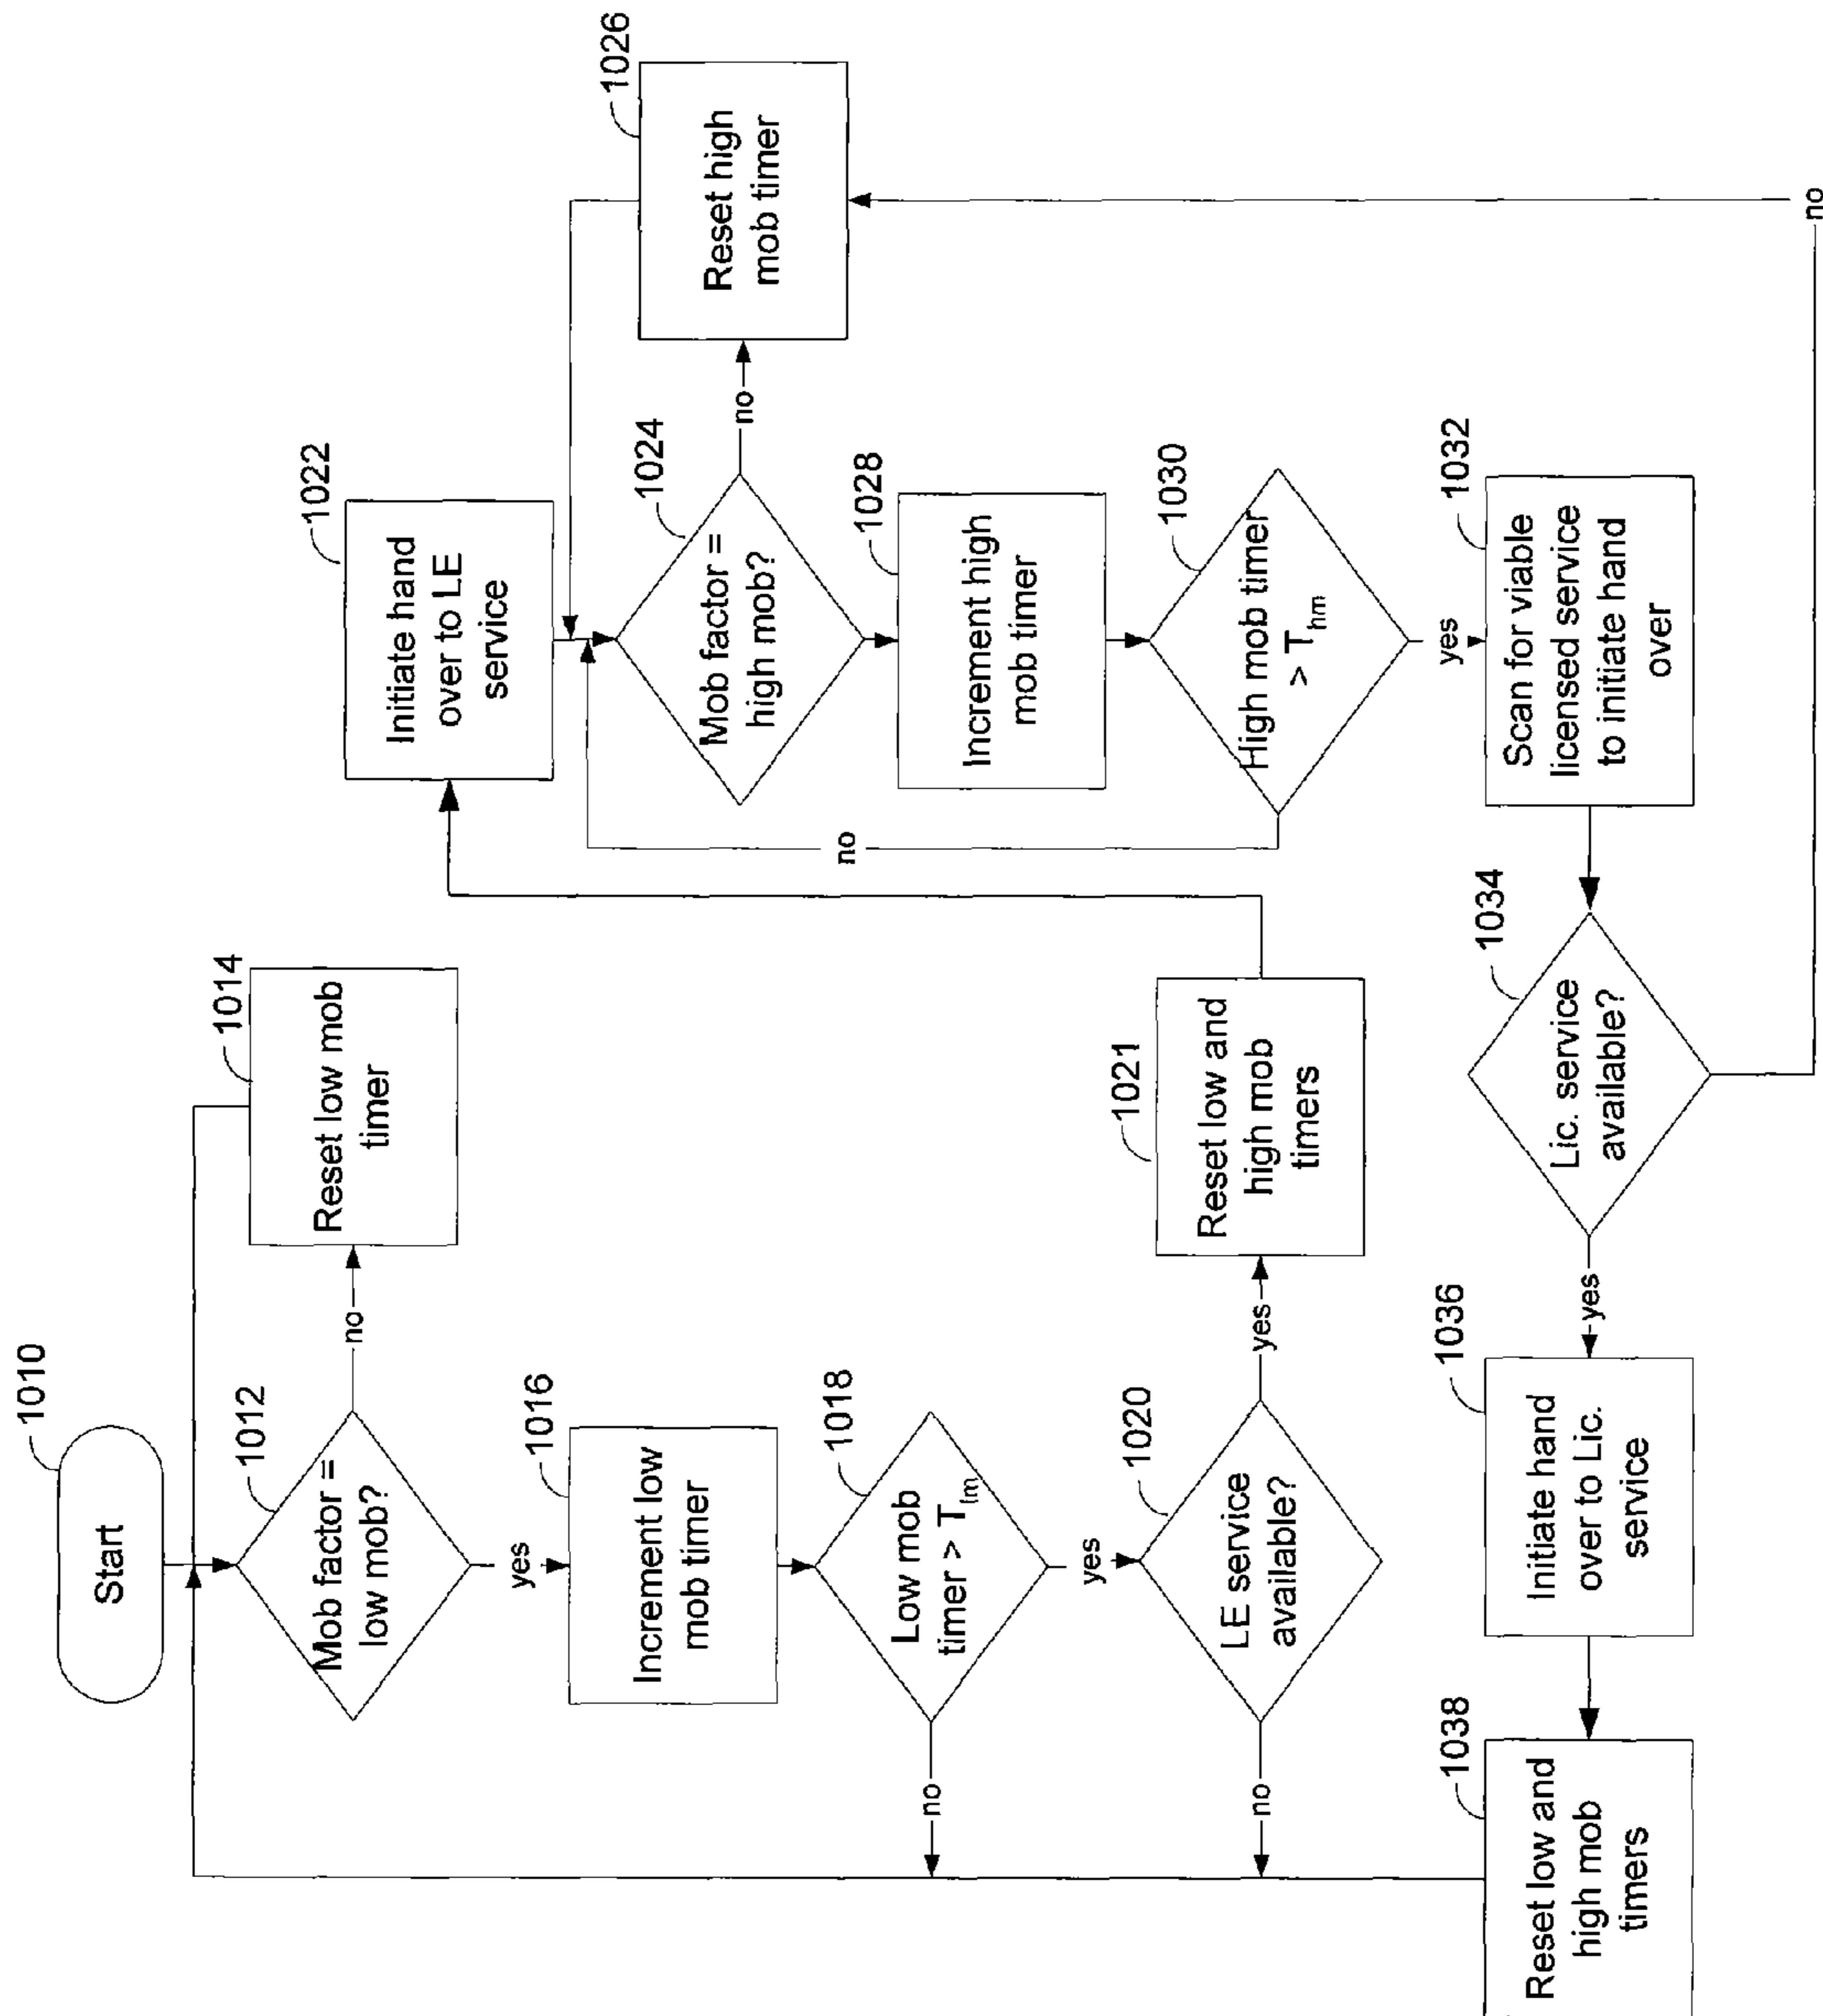 1010
Start
1012
Mob factor =
low mob?
no
1014
Reset low mob
timer
yes
1016
Increment low
mob timer
1018
Low mob
timer > Tlm
no
yes
1020
LE service
available?
no
yes
1021
Reset low and
high mob
timers
1022
Initiate hand
over to LE
service
1024
Mob factor =
high mob?
no
1026
Reset high
mob timer
1028
Increment high
mob timer
1030
High mob timer
> Thm
no
yes
1032
Scan for viable
licensed service
to initiate hand
over
1034
Lic. service
available?
no
yes
1036
Initiate hand
over to Lic.
service
1038
Reset low and
high mob
timers